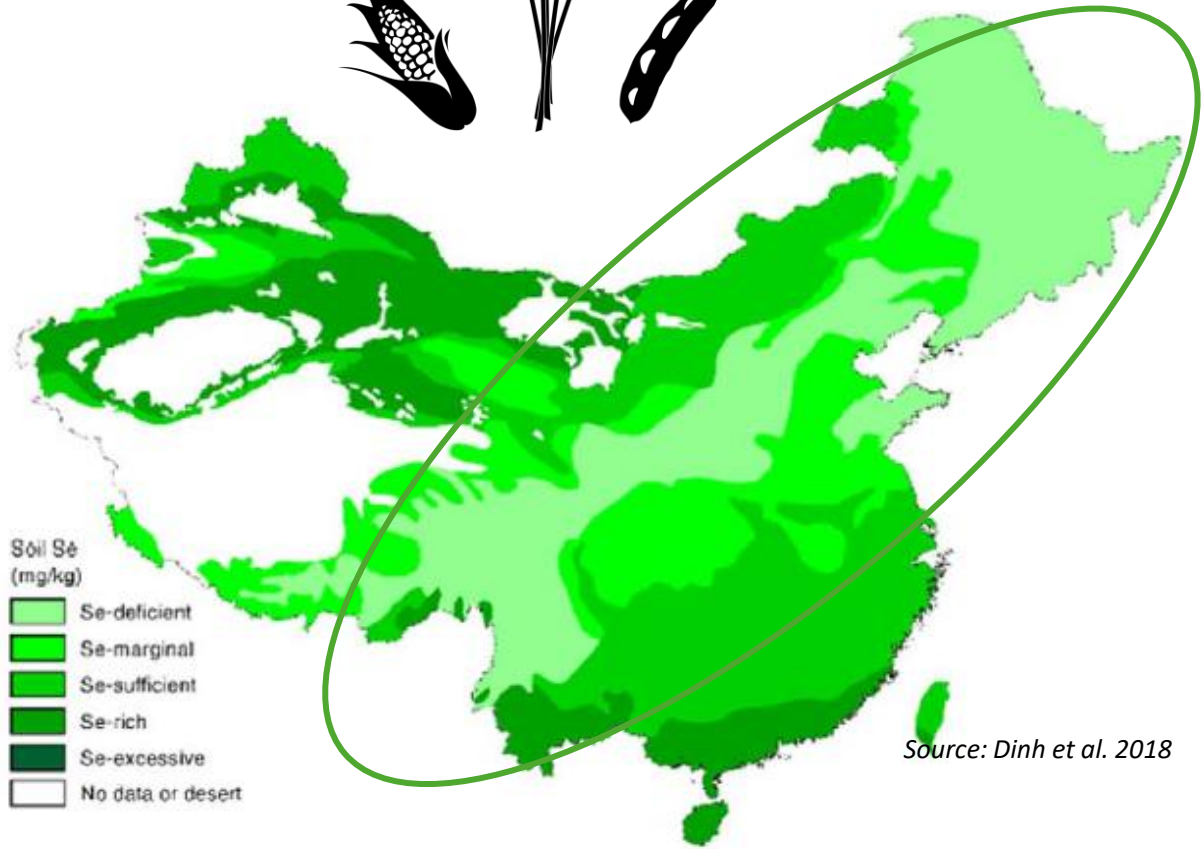 Soil Se
(mg/kg)
Se-deficient
Se-marginal
Se-sufficient
Se-rich
Se-excessive
No data or desert
Source: Dinh et al. 2018